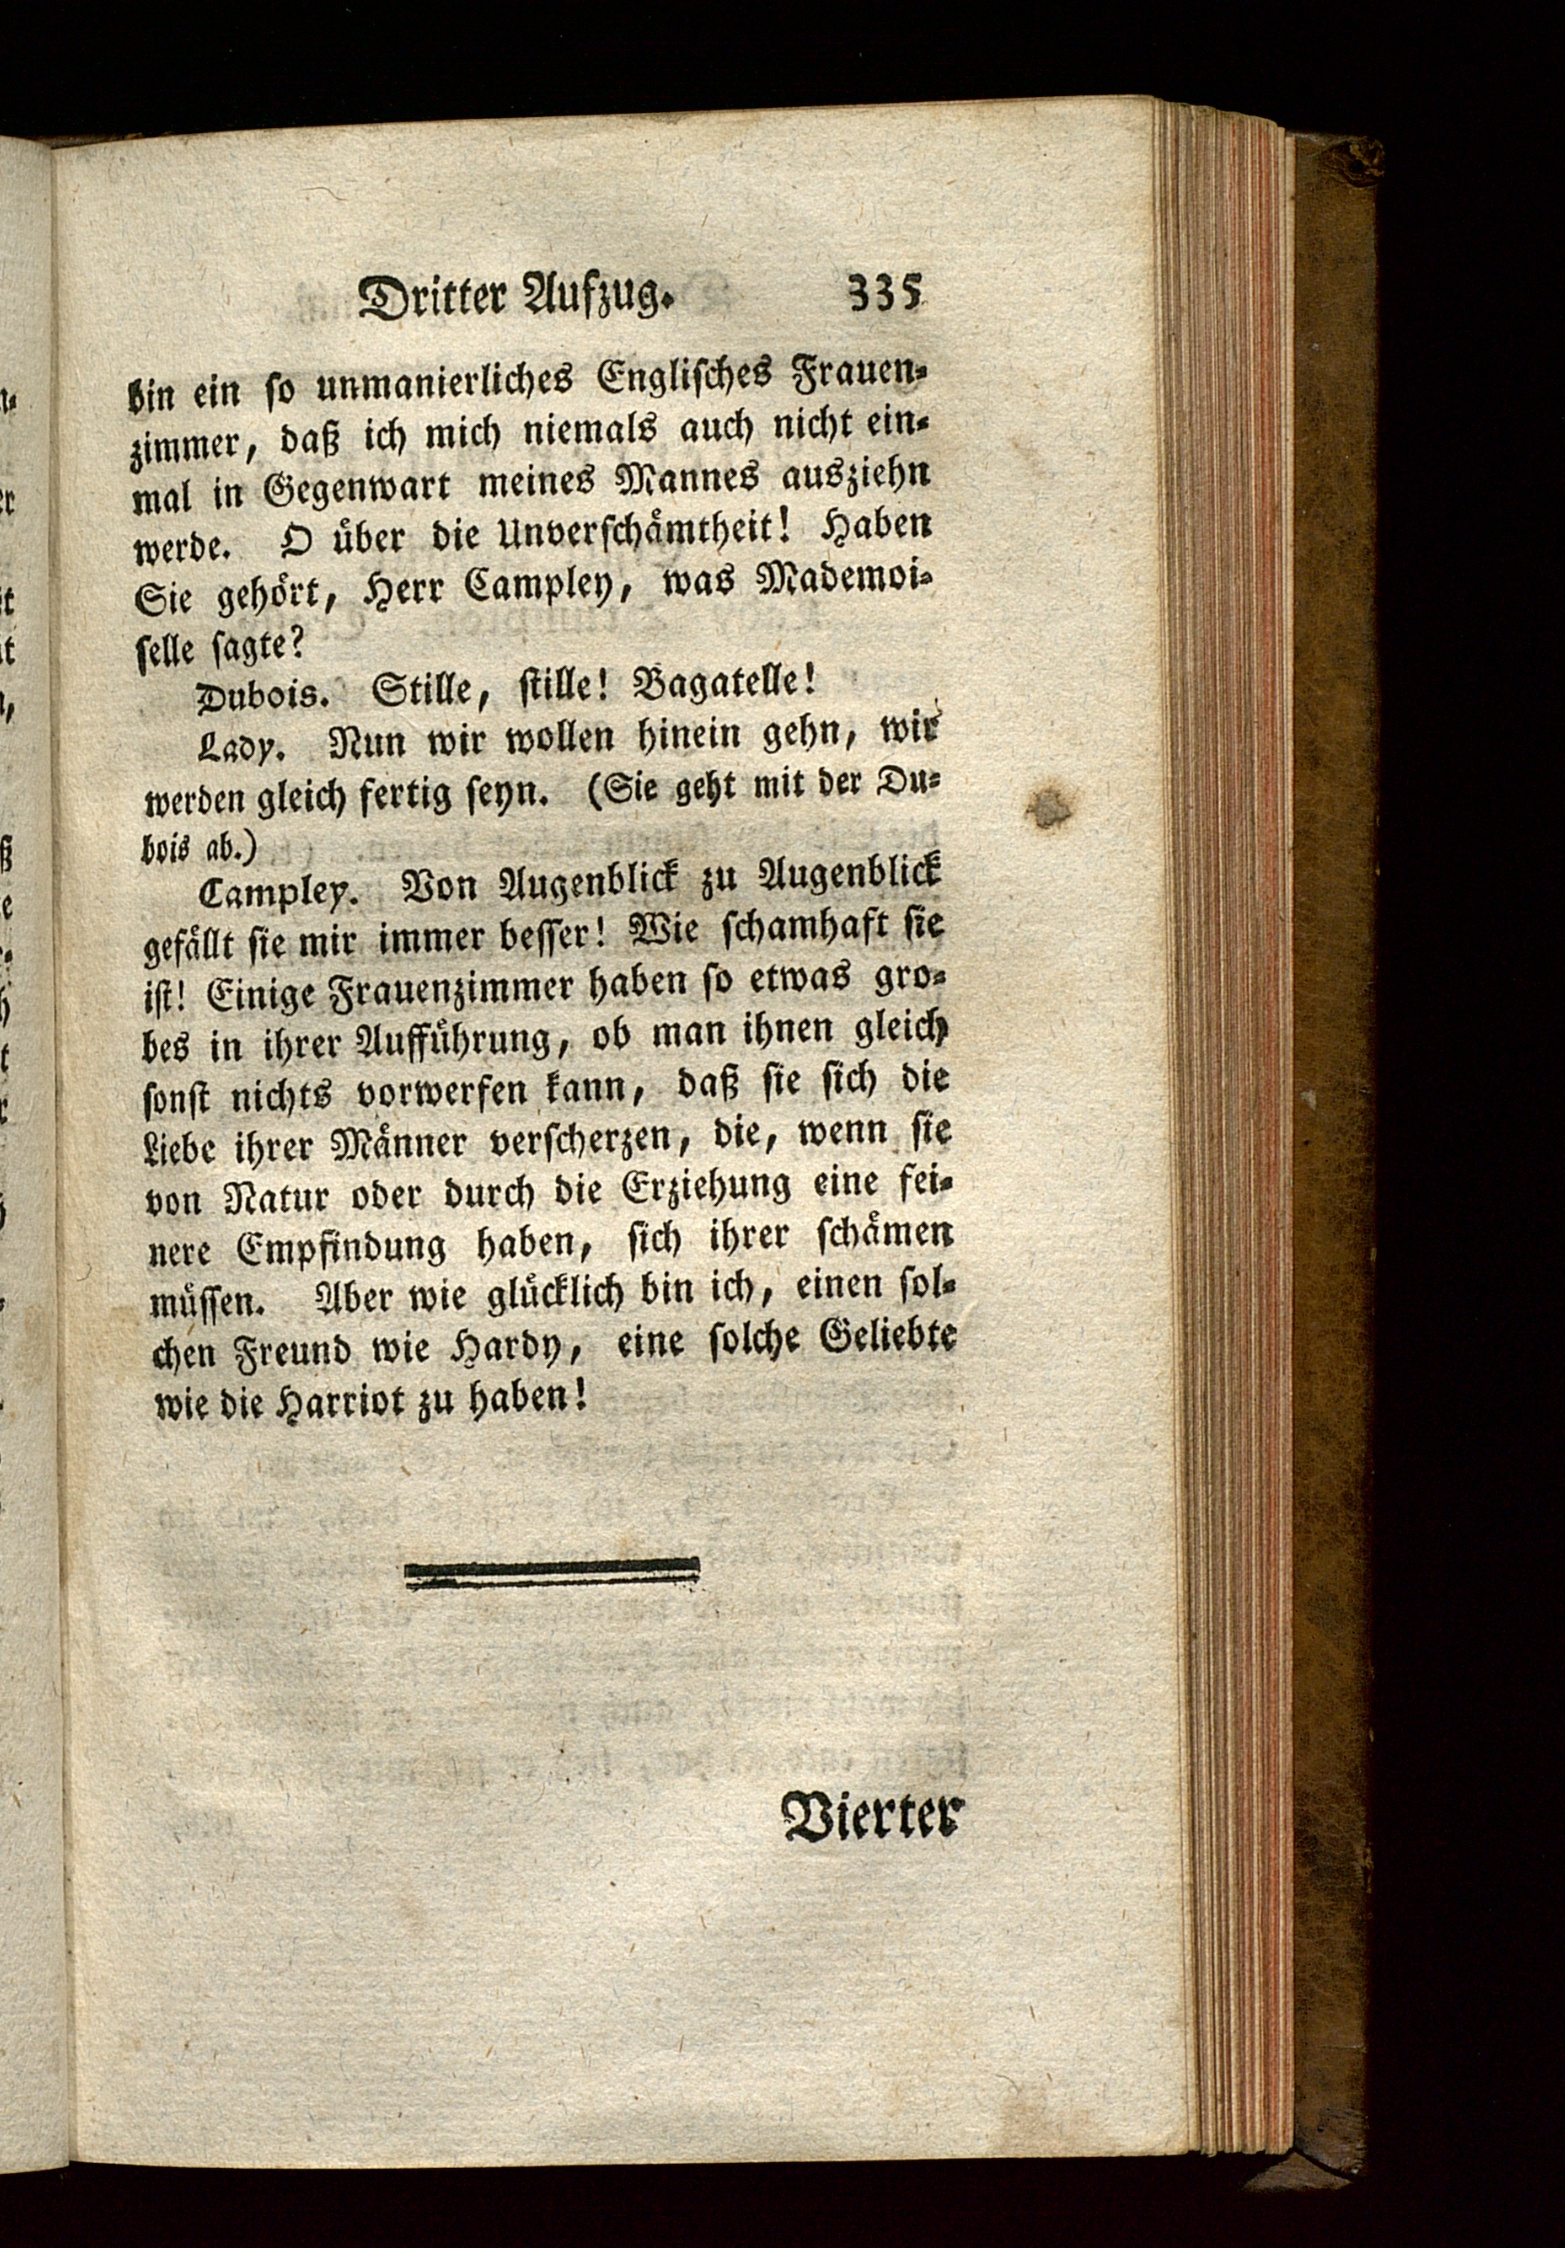 Dritter Aufzug. 335
bin ein so unmanierliches Englisches Frauen-
zimmer, daß ich mich niemals auch nicht ein-
mal in Gegenwart meines Mannes ausziehn
werde. O über die Unverschämtheit! Haben
Sie gehört, Herr Campley, was Mademoi-
selle sagte?
Dubois. Stille, stille! Bagatelle!
Lady. Nun wir wollen hinein gehn, wir
werden gleich fertig seyn. (Sie geht mit der Du-
bois ab.)
Campley. Von Augenblick zu Augenblick
gefällt sie mir immer besser! Wie schamhaft sie
ist! Einige Frauenzimmer haben so etwas gro-
bes in ihrer Aufführung, ob man ihnen gleich
sonst nichts vorwerfen kann, daß sie sich die
Liebe ihrer Männer verscherzen, die, wenn sie
von Natur oder durch die Erziehung eine fei-
nere Empfindung haben, sich ihrer schämen
müssen. Aber wie glücklich bin ich, einen sol-
chen Freund wie Hardy, eine solche Geliebte
wie die Harriot zu haben!
Vierter